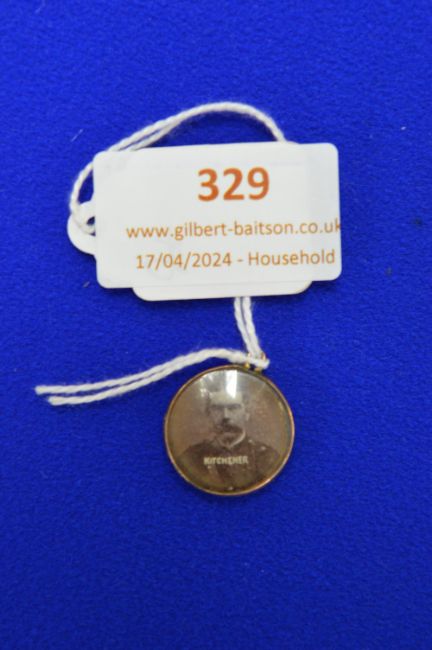 329
www.gilbert-baitson.co.uk
17/04/2024 - Household
KITCHENER